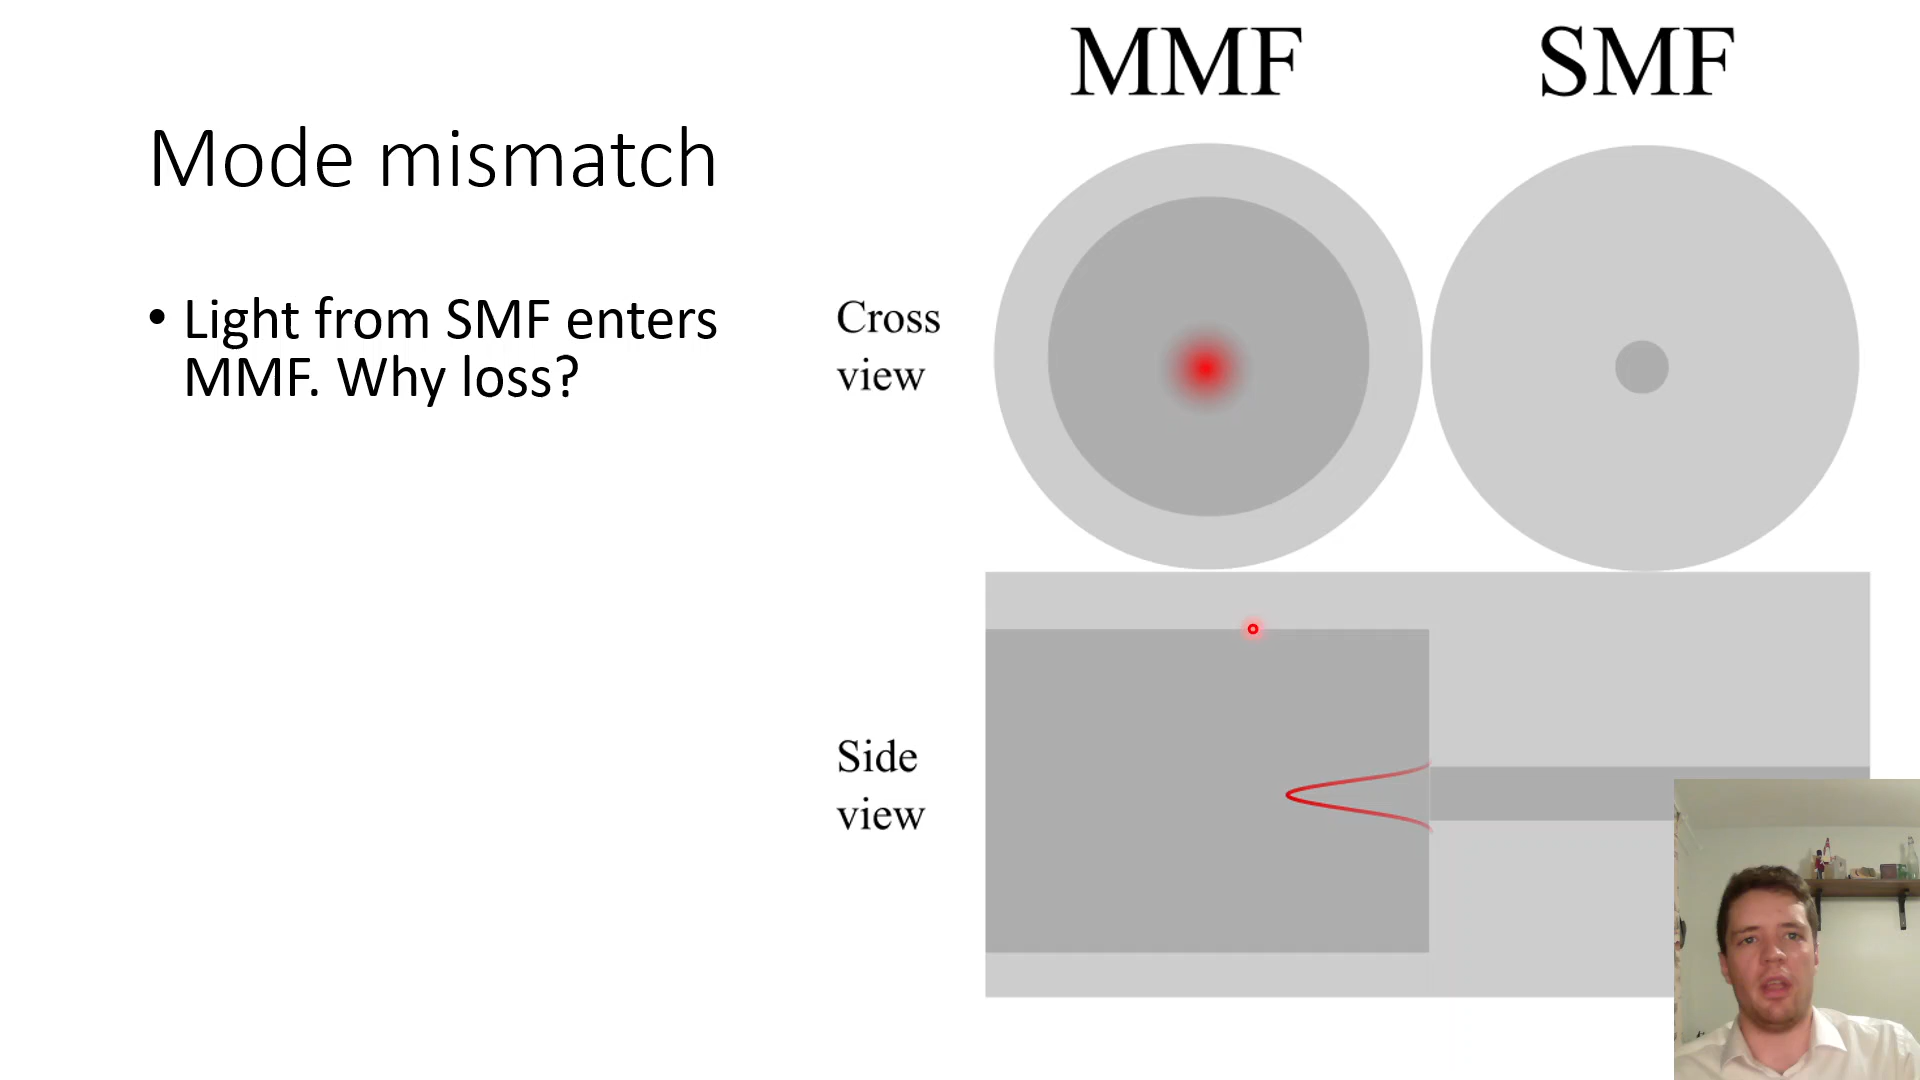 MMF SMF
Mode mismatch
• Light from SMF enters
MMF. Why loss?
Cross
view
Side
view